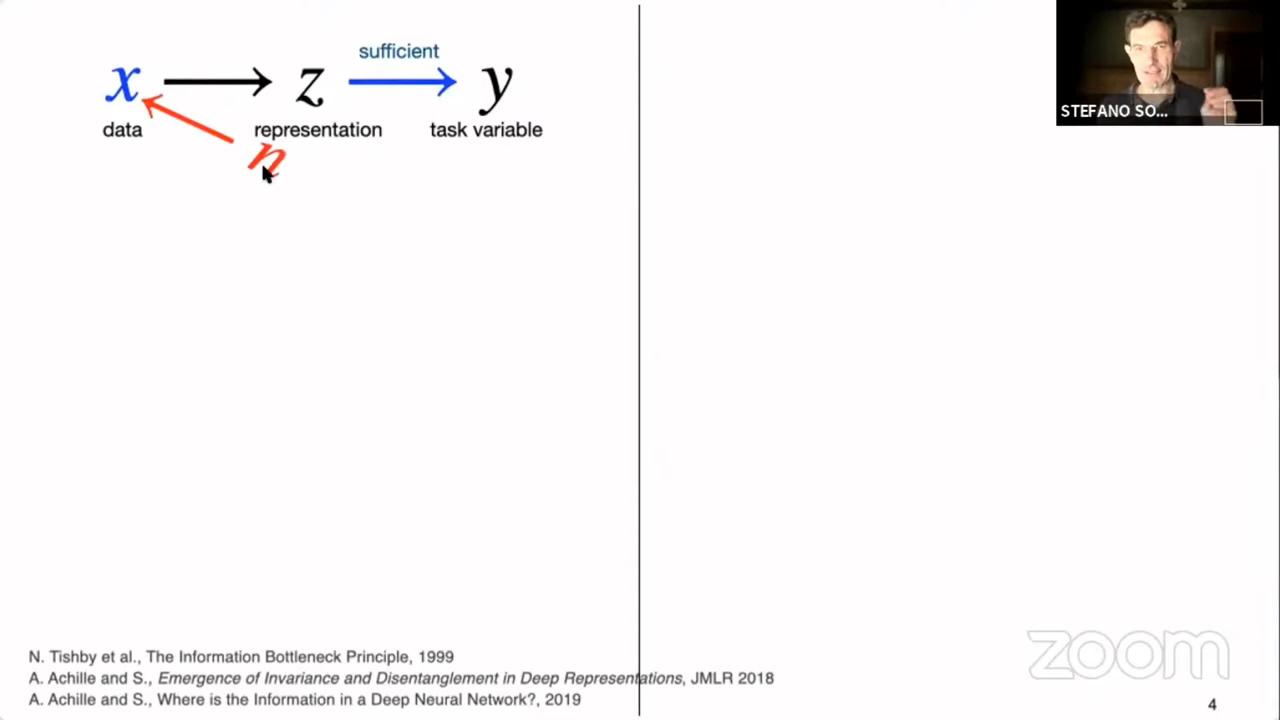 sufficient
x z y
data representation task variable
n
STEFANO SO...
N. Tishby et al., The Information Bottleneck Principle, 1999
A. Achille and S., Emergence of Invariance and Disentanglement in Deep Representations, JMLR 2018
A. Achille and S., Where is the Information in a Deep Neural Network?, 2019
zoom
4